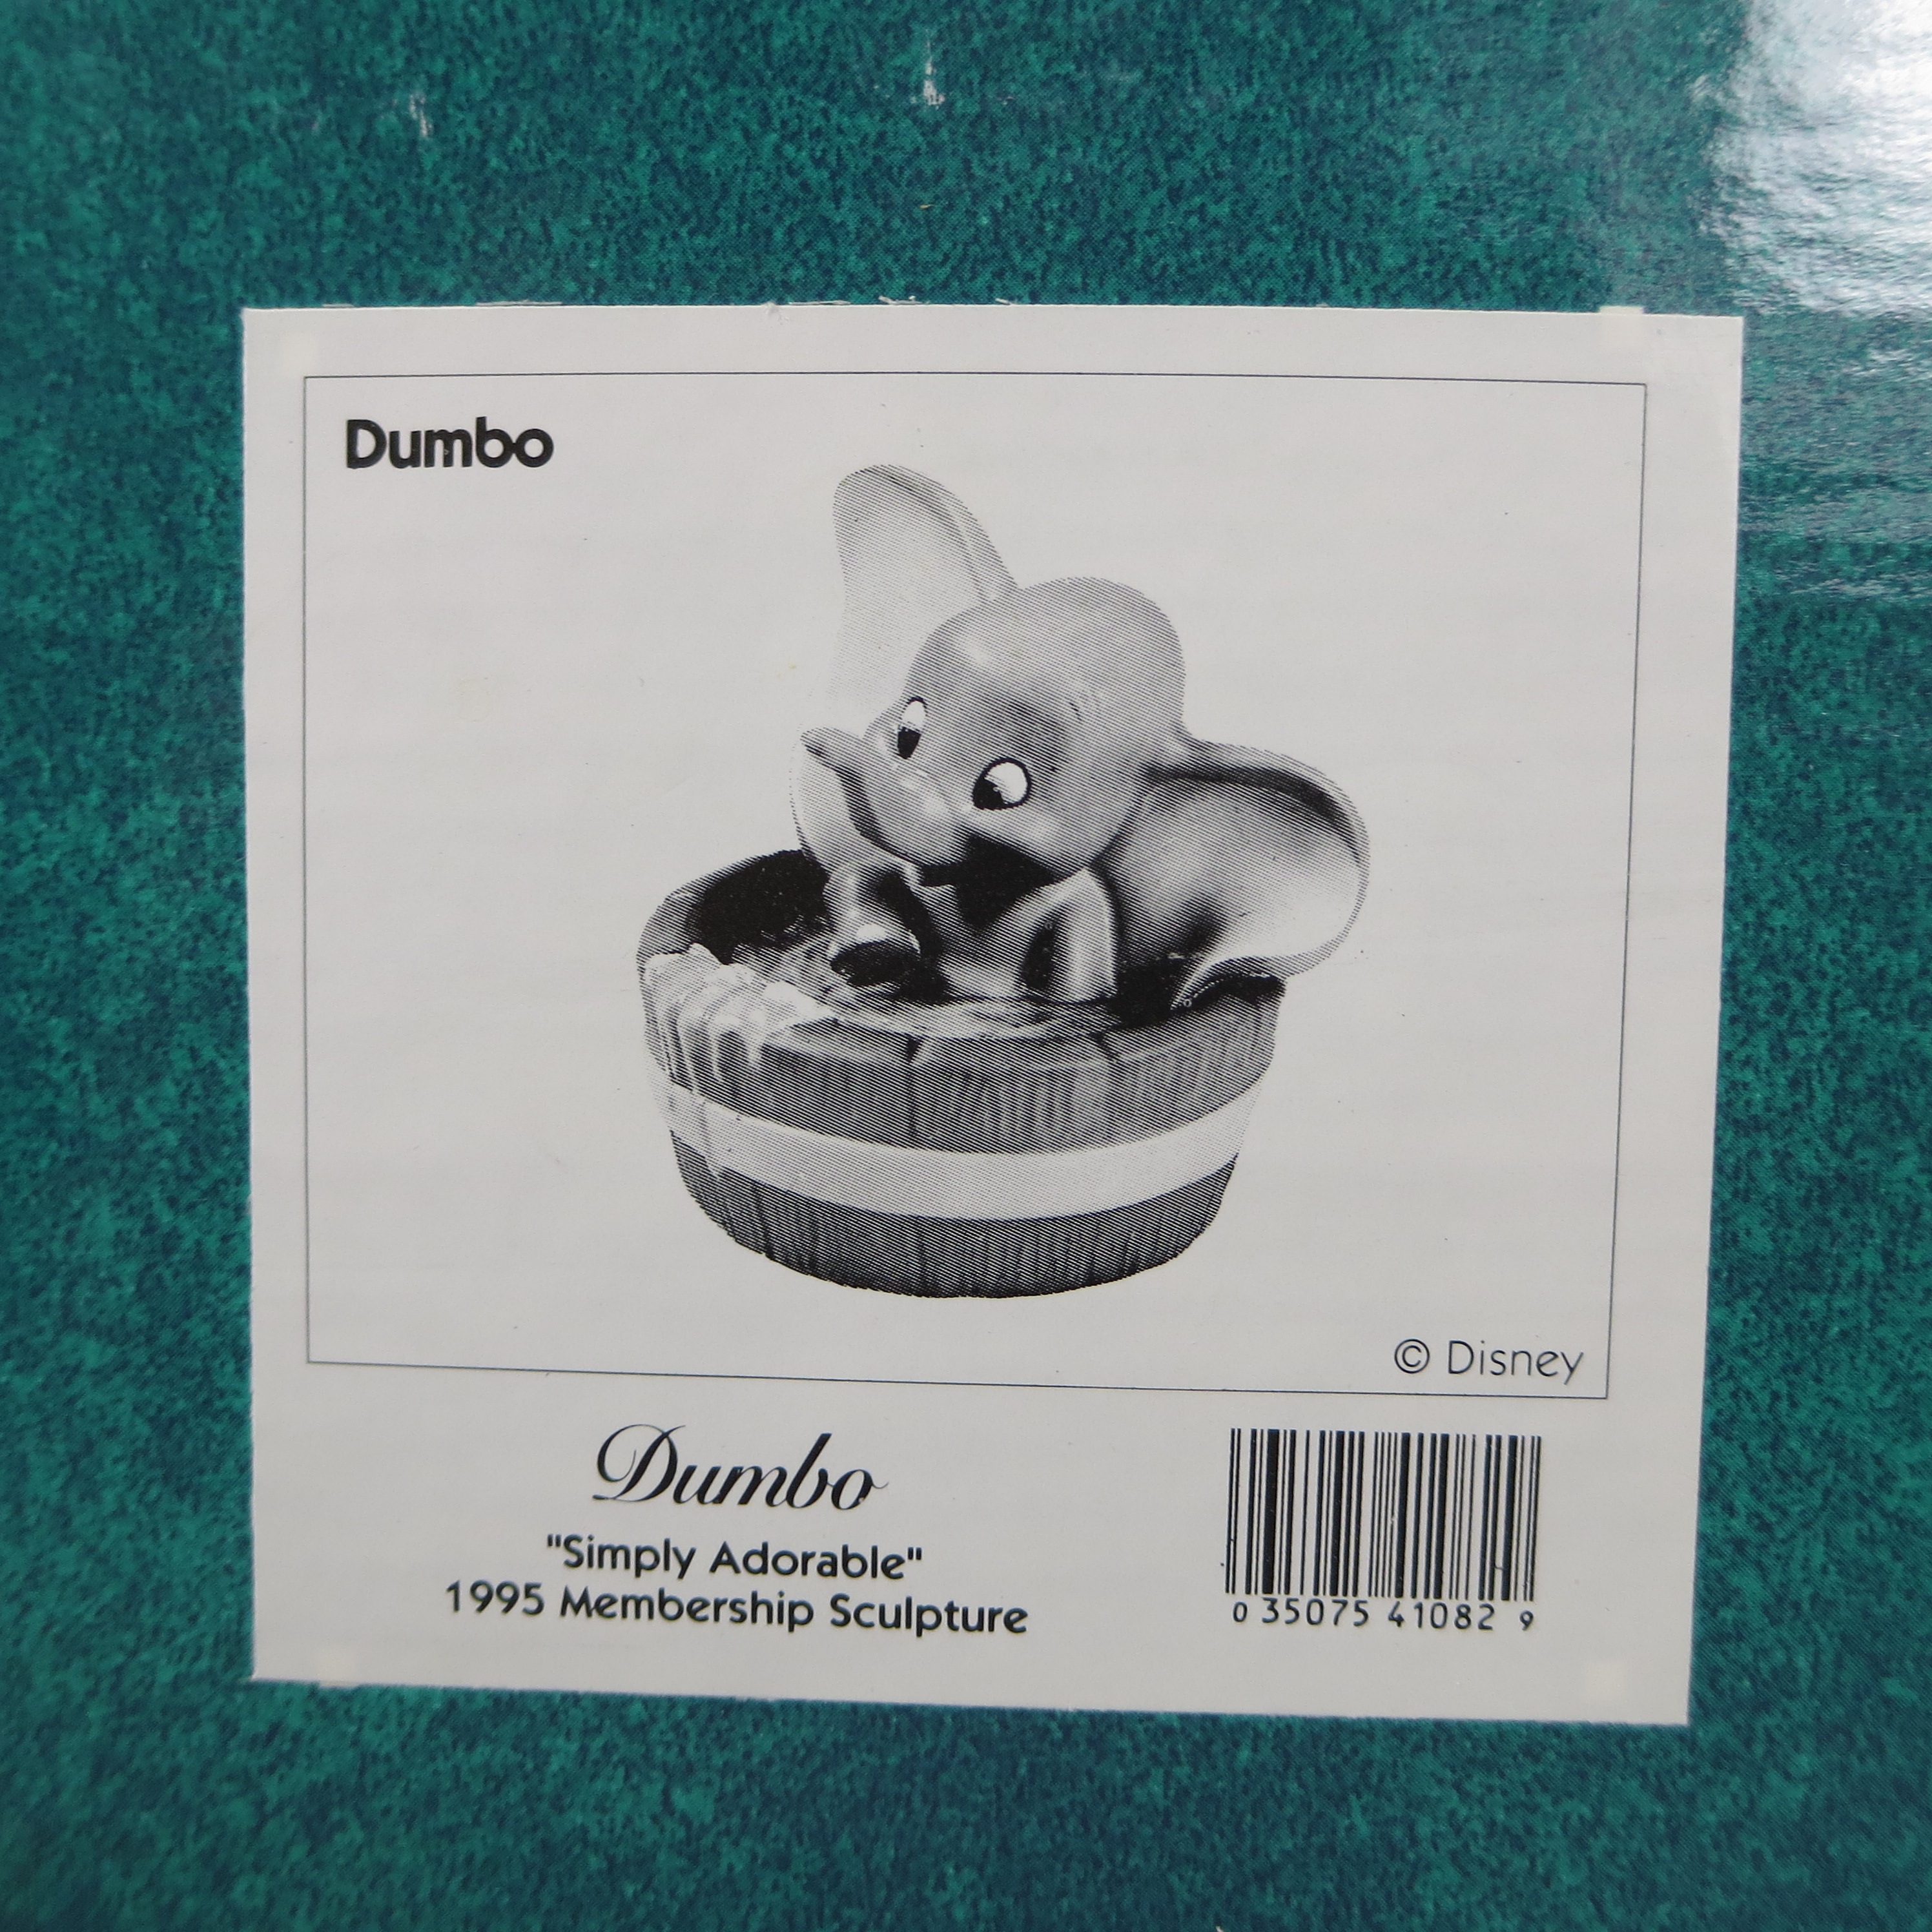 Dumbo
© Disney
Dumbo
"Simply Adorable"
1995 Membership Sculpture
0 35075 41082 9